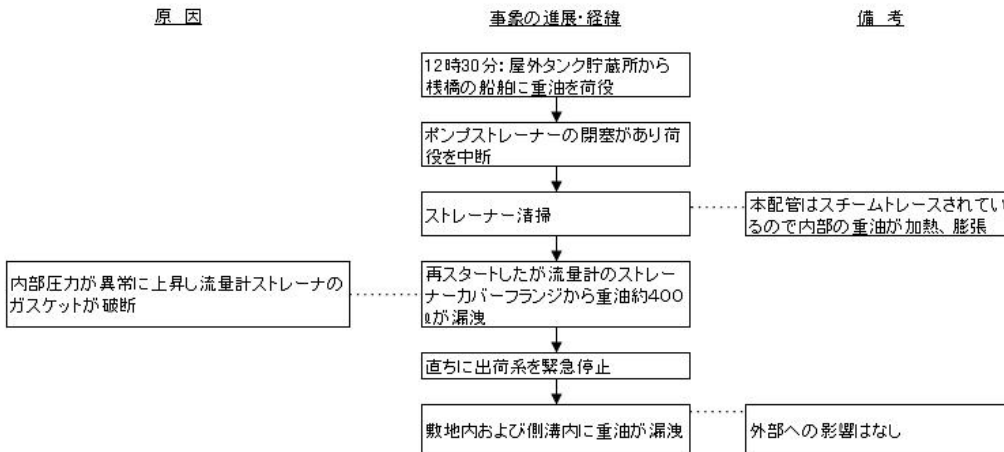 原 因
事象の進展・経緯
備 考
12時30分：屋外タンク貯蔵所から
桟橋の船舶に重油を荷役
ポンプストレーナーの閉塞があり荷
役を中断
ストレーナー清掃
本配管はスチームトレースされてい
るので内部の重油が加熱、膨張
内部圧力が異常に上昇し流量計ストレーナの
ガスケットが破断
再スタートしたが流量計のストレー
ナーカバーフランジから重油約400
ℓが漏洩
直ちに出荷系を緊急停止
敷地内および側溝内に重油が漏洩
外部への影響はなし